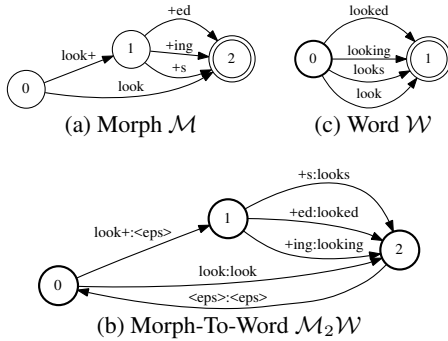 +ed
look+
1
+ing
2
+s
0
look
(a) Morph ℳ
looked
looking
0
1
looks
look
(c) Word 𝒲
+s:looks
1
+ed:looked
look+:<eps>
2
+ing:looking
look:look
0
<eps>:<eps>
(b) Morph-To-Word ℳ₂𝒲